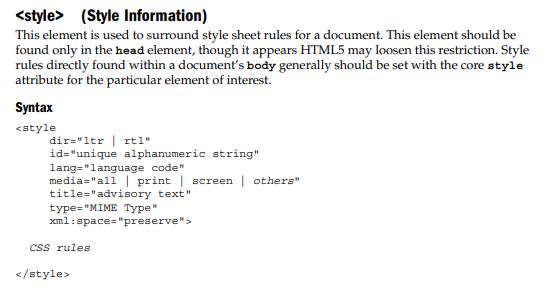 <style> (Style Information)
This element is used to surround style sheet rules for a document. This element should be
found only in the head element, though it appears HTML5 may loosen this restriction. Style
rules directly found within a document's body generally should be set with the core style
attribute for the particular element of interest.
Syntax
<style
dir="ltr | rtl"
id="unique alphanumeric string"
lang="language code"
media="all | print | screen | others"
title="advisory text"
type="MIME Type"
xml:space="preserve">
CSS rules
</style>